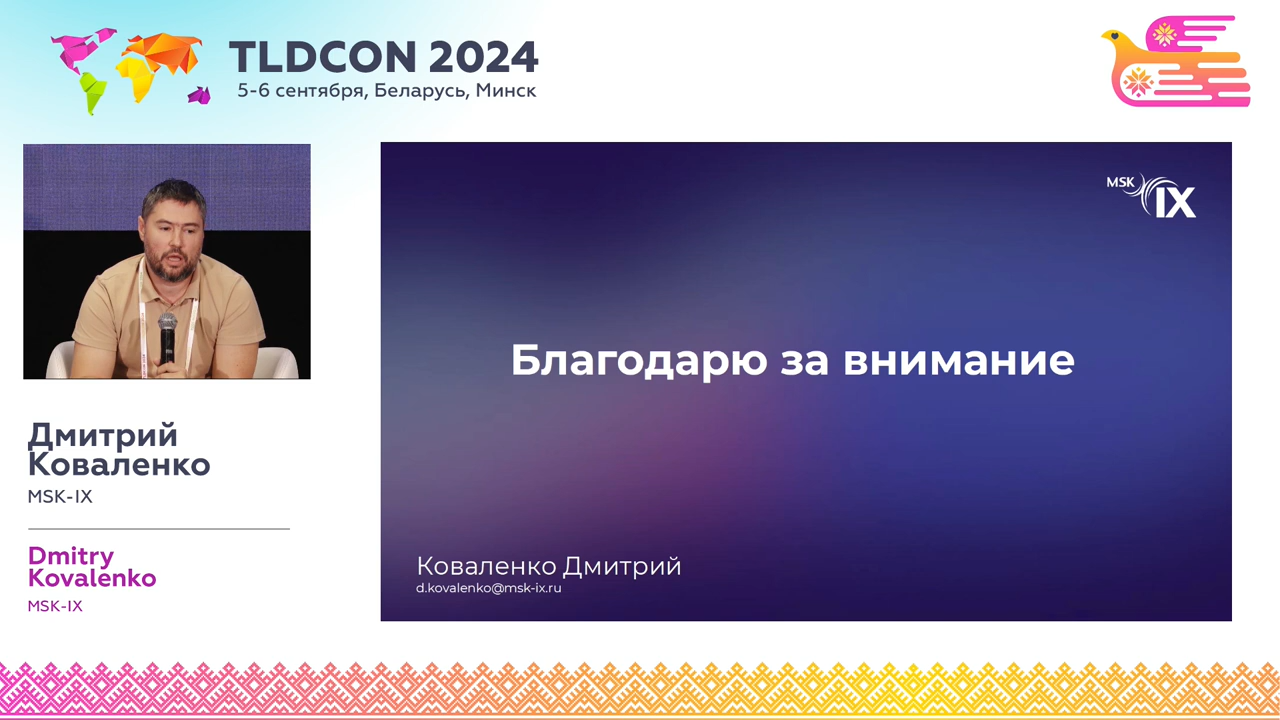 TLDCON 2024
5-6 сентября, Беларусь, Минск
MSK
IX
Благодарю за внимание
Коваленко Дмитрий
d.kovalenko@msk-ix.ru
Дмитрий
Коваленко
MSK-IX
Dmitry
Kovalenko
MSK-IX